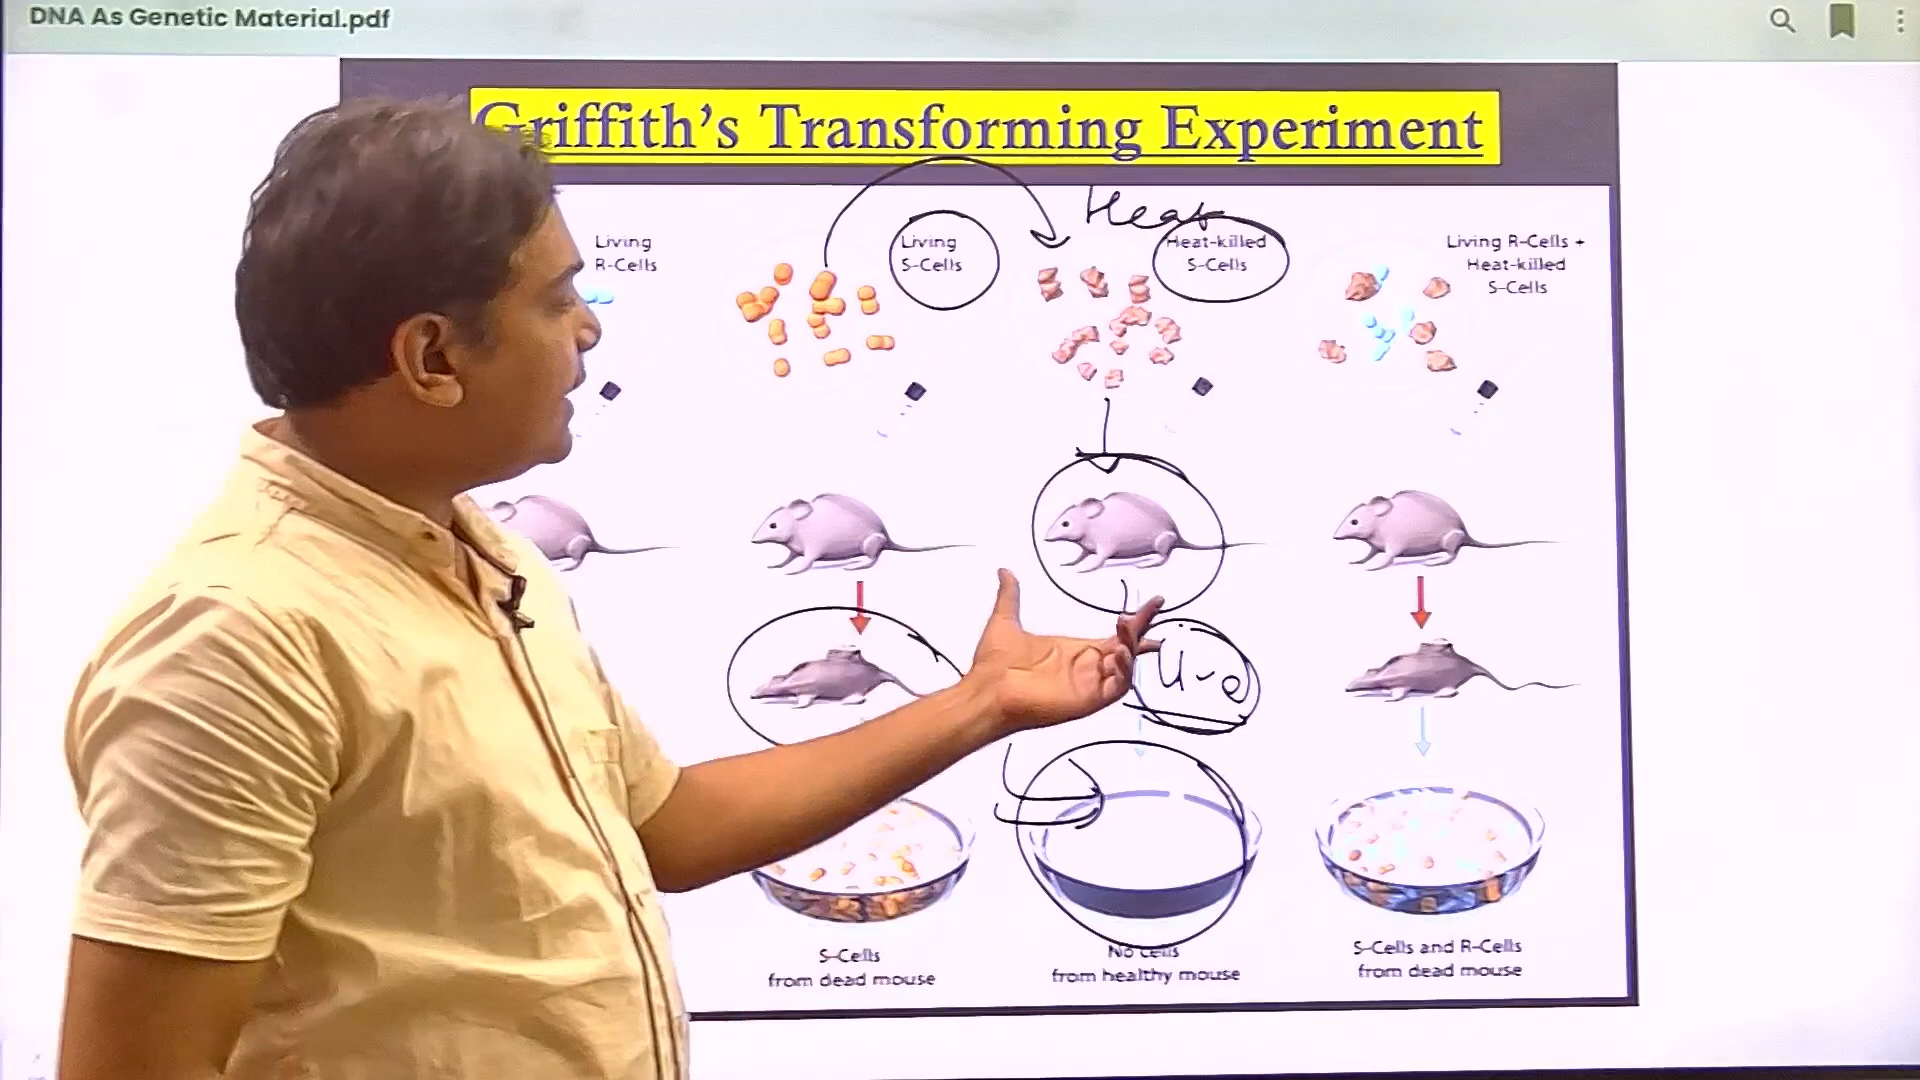 DNA As Genetic Material.pdf
Griffith's Transforming Experiment
Heat
Living
R-Cells
Living
S-Cells
Heat-killed
S-Cells
Living R-Cells +
Heat-killed
S-Cells
S-Cells
from dead mouse
No cells
from healthy mouse
S-Cells and R-Cells
from dead mouse